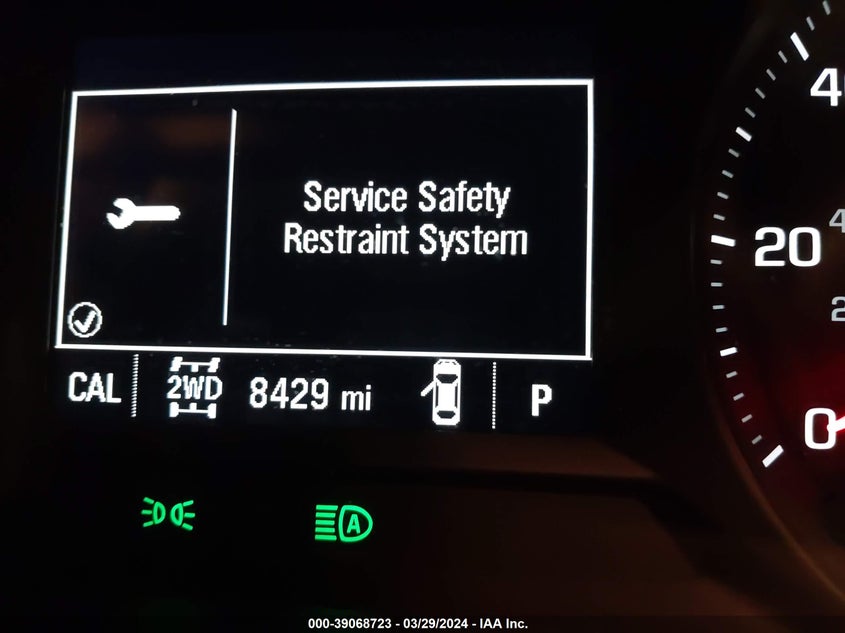 Service Safety
Restraint System
CAL 2WD 8429 mi P
A
40
20
0
000-39068723 - 03/29/2024 - IAA Inc.